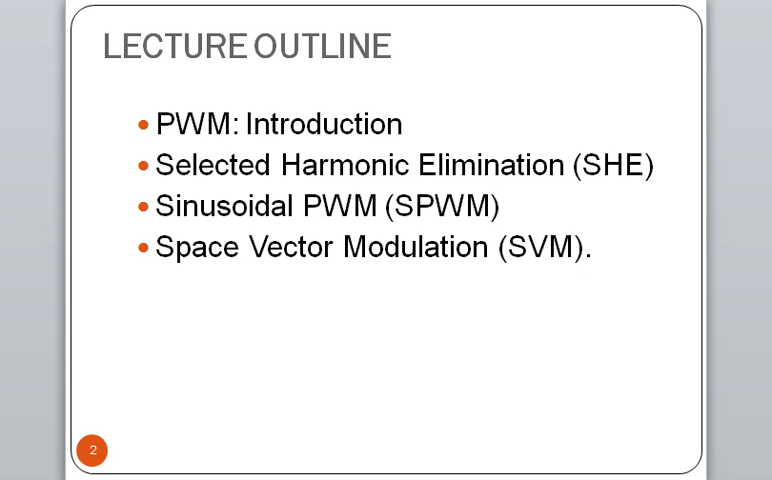 LECTURE OUTLINE
• PWM: Introduction
• Selected Harmonic Elimination (SHE)
• Sinusoidal PWM (SPWM)
• Space Vector Modulation (SVM).
2